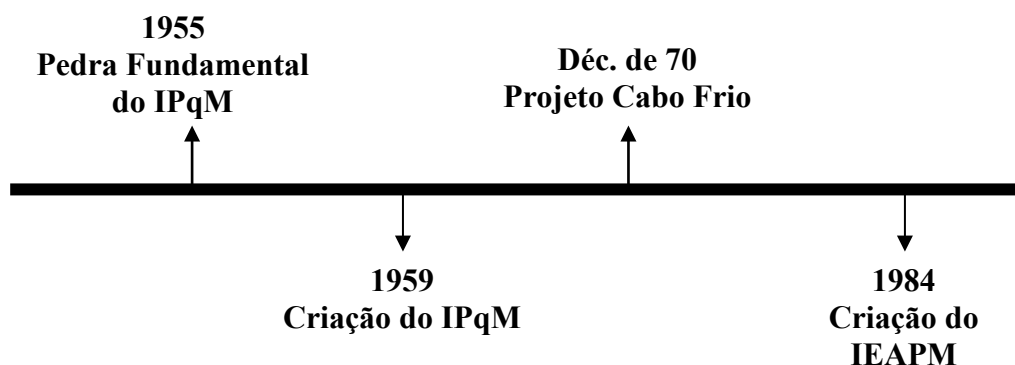 1955
Pedra Fundamental
do IPqM
Déc. de 70
Projeto Cabo Frio
1959
Criação do IPqM
1984
Criação do
IEAPM